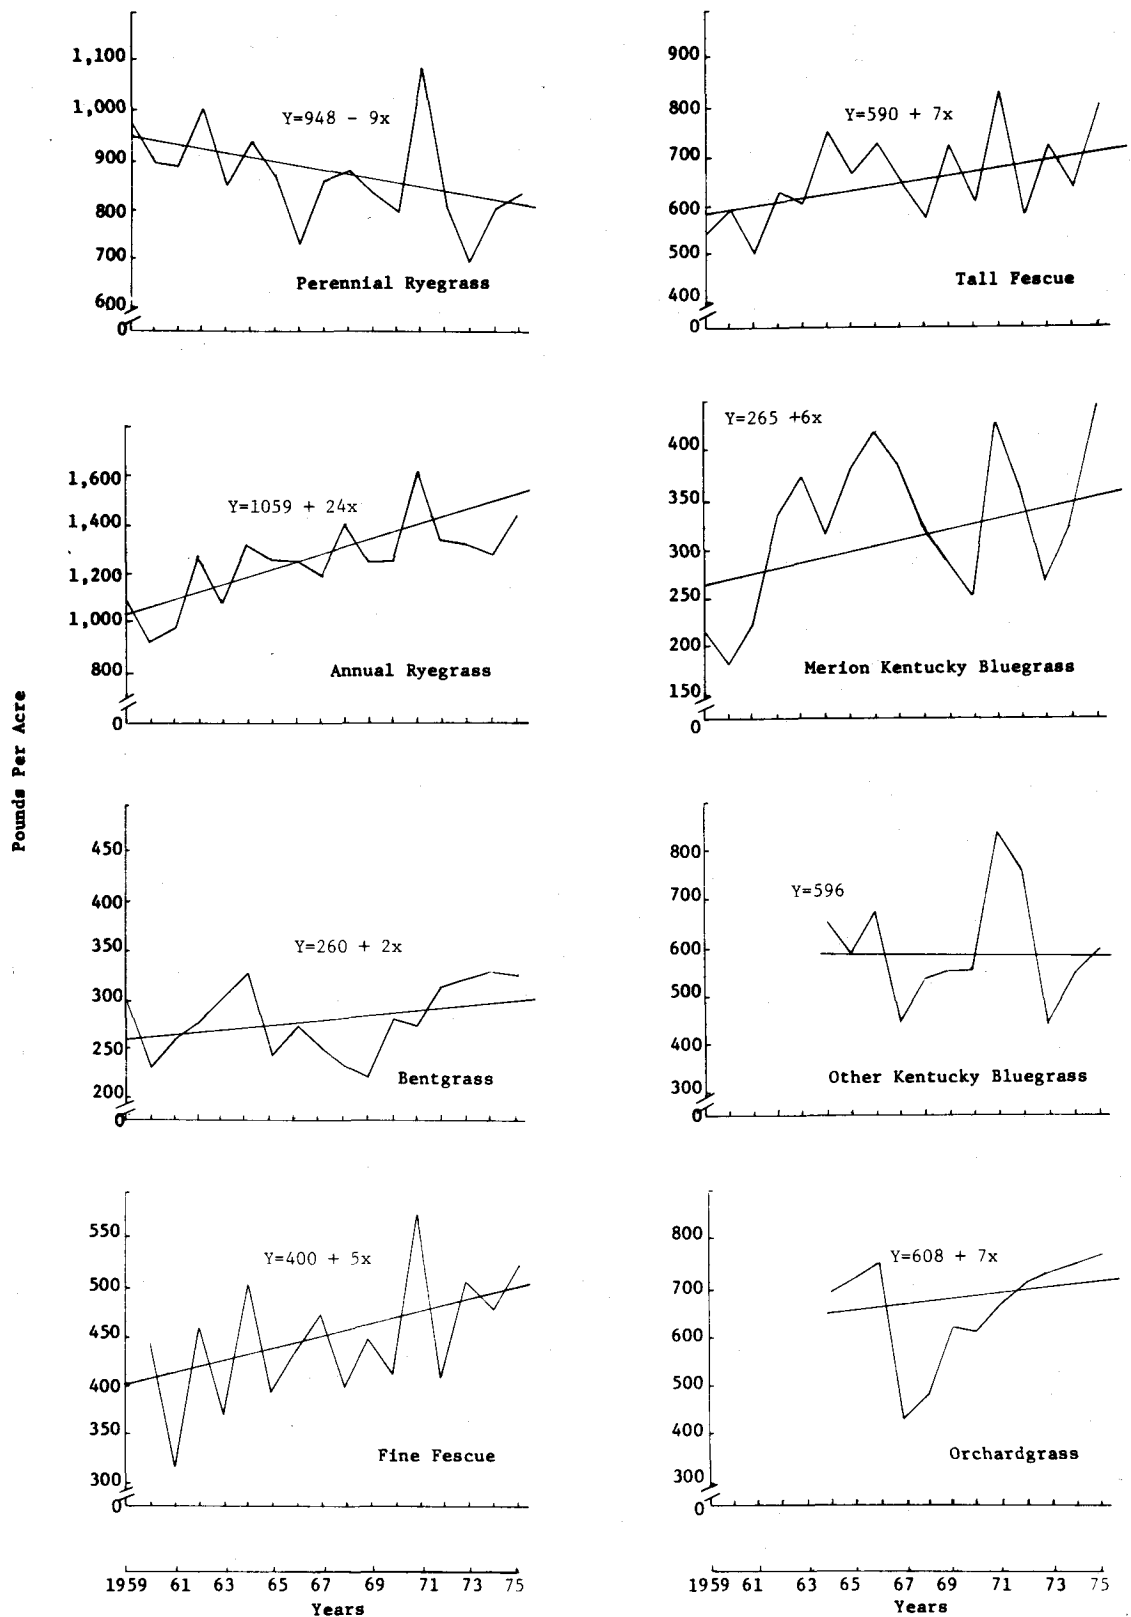 Pounds Per Acre
1,100
1,000
900
800
700
600
0
Y=948 - 9x
Perennial Ryegrass
900
800
700
600
500
400
0
Y=590 + 7x
Tall Fescue
1,600
1,400
1,200
1,000
800
0
Y=1059 + 24x
Annual Ryegrass
400
350
300
250
200
150
0
Y=265 +6x
Merion Kentucky Bluegrass
450
400
350
300
250
200
0
Y=260 + 2x
Bentgrass
800
700
600
500
400
300
0
Y=596
Other Kentucky Bluegrass
550
500
450
400
350
300
0
Y=400 + 5x
Fine Fescue
800
700
600
500
400
300
0
Y=608 + 7x
Orchardgrass
1959 61 63 65 67 69 71 73 75
Years
1959 61 63 65 67 69 71 73 75
Years